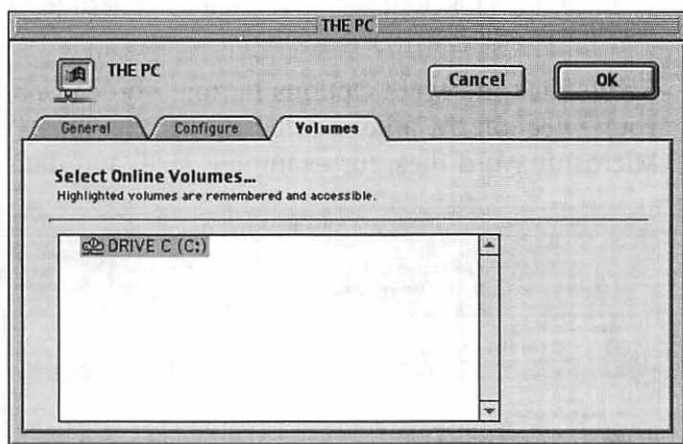 THE PC
THE PC
Cancel
OK
General
Configure
Volumes
Select Online Volumes...
Highlighted volumes are remembered and accessible.
DRIVE C (C:)